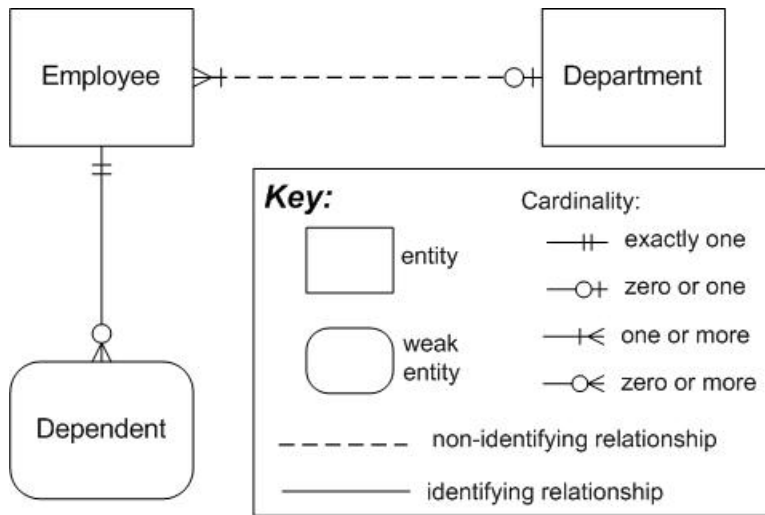 Employee
Department
Key:
Cardinality:
entity
exactly one
zero or one
weak
entity
one or more
zero or more
Dependent
non-identifying relationship
identifying relationship